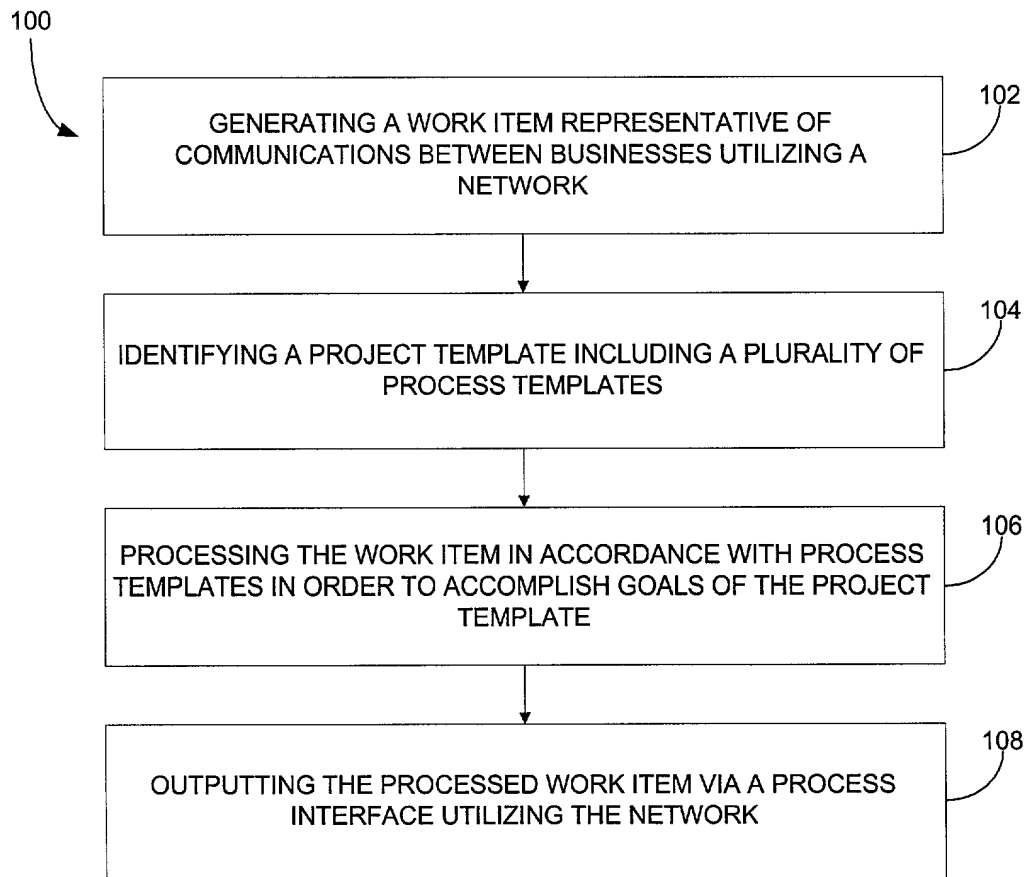 100
102
GENERATING A WORK ITEM REPRESENTATIVE OF
COMMUNICATIONS BETWEEN BUSINESSES UTILIZING A
NETWORK
104
IDENTIFYING A PROJECT TEMPLATE INCLUDING A PLURALITY OF
PROCESS TEMPLATES
106
PROCESSING THE WORK ITEM IN ACCORDANCE WITH PROCESS
TEMPLATES IN ORDER TO ACCOMPLISH GOALS OF THE PROJECT
TEMPLATE
108
OUTPUTTING THE PROCESSED WORK ITEM VIA A PROCESS
INTERFACE UTILIZING THE NETWORK